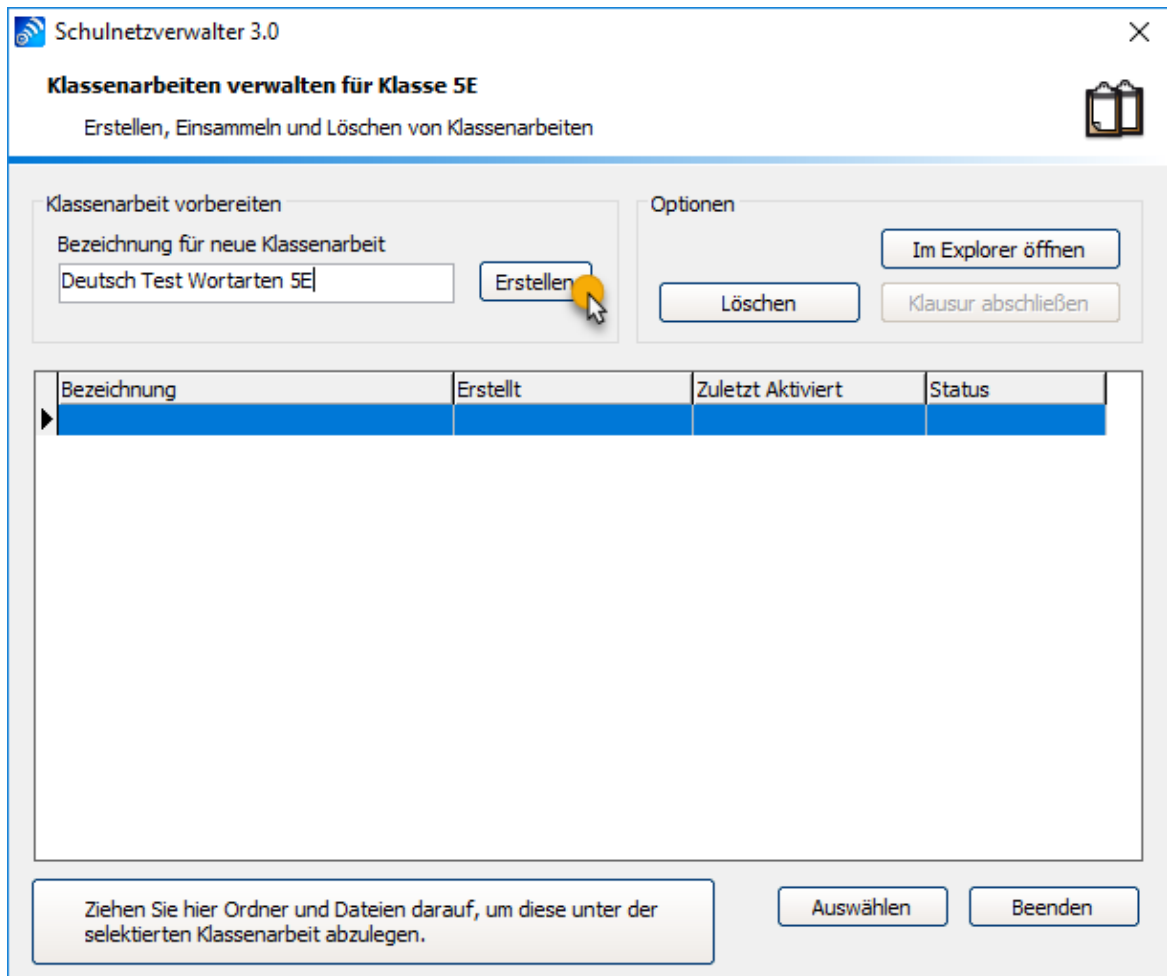 Schulnetzverwalter 3.0
Klassenarbeiten verwalten für Klasse 5E
Erstellen, Einsammeln und Löschen von Klassenarbeiten
Klassenarbeit vorbereiten
Bezeichnung für neue Klassenarbeit
Deutsch Test Wortarten 5E
Erstellen
Optionen
Im Explorer öffnen
Löschen
Klausur abschließen
Bezeichnung Erstellt Zuletzt Aktiviert Status
Ziehen Sie hier Ordner und Dateien darauf, um diese unter der
selektierten Klassenarbeit abzulegen.
Auswählen
Beenden